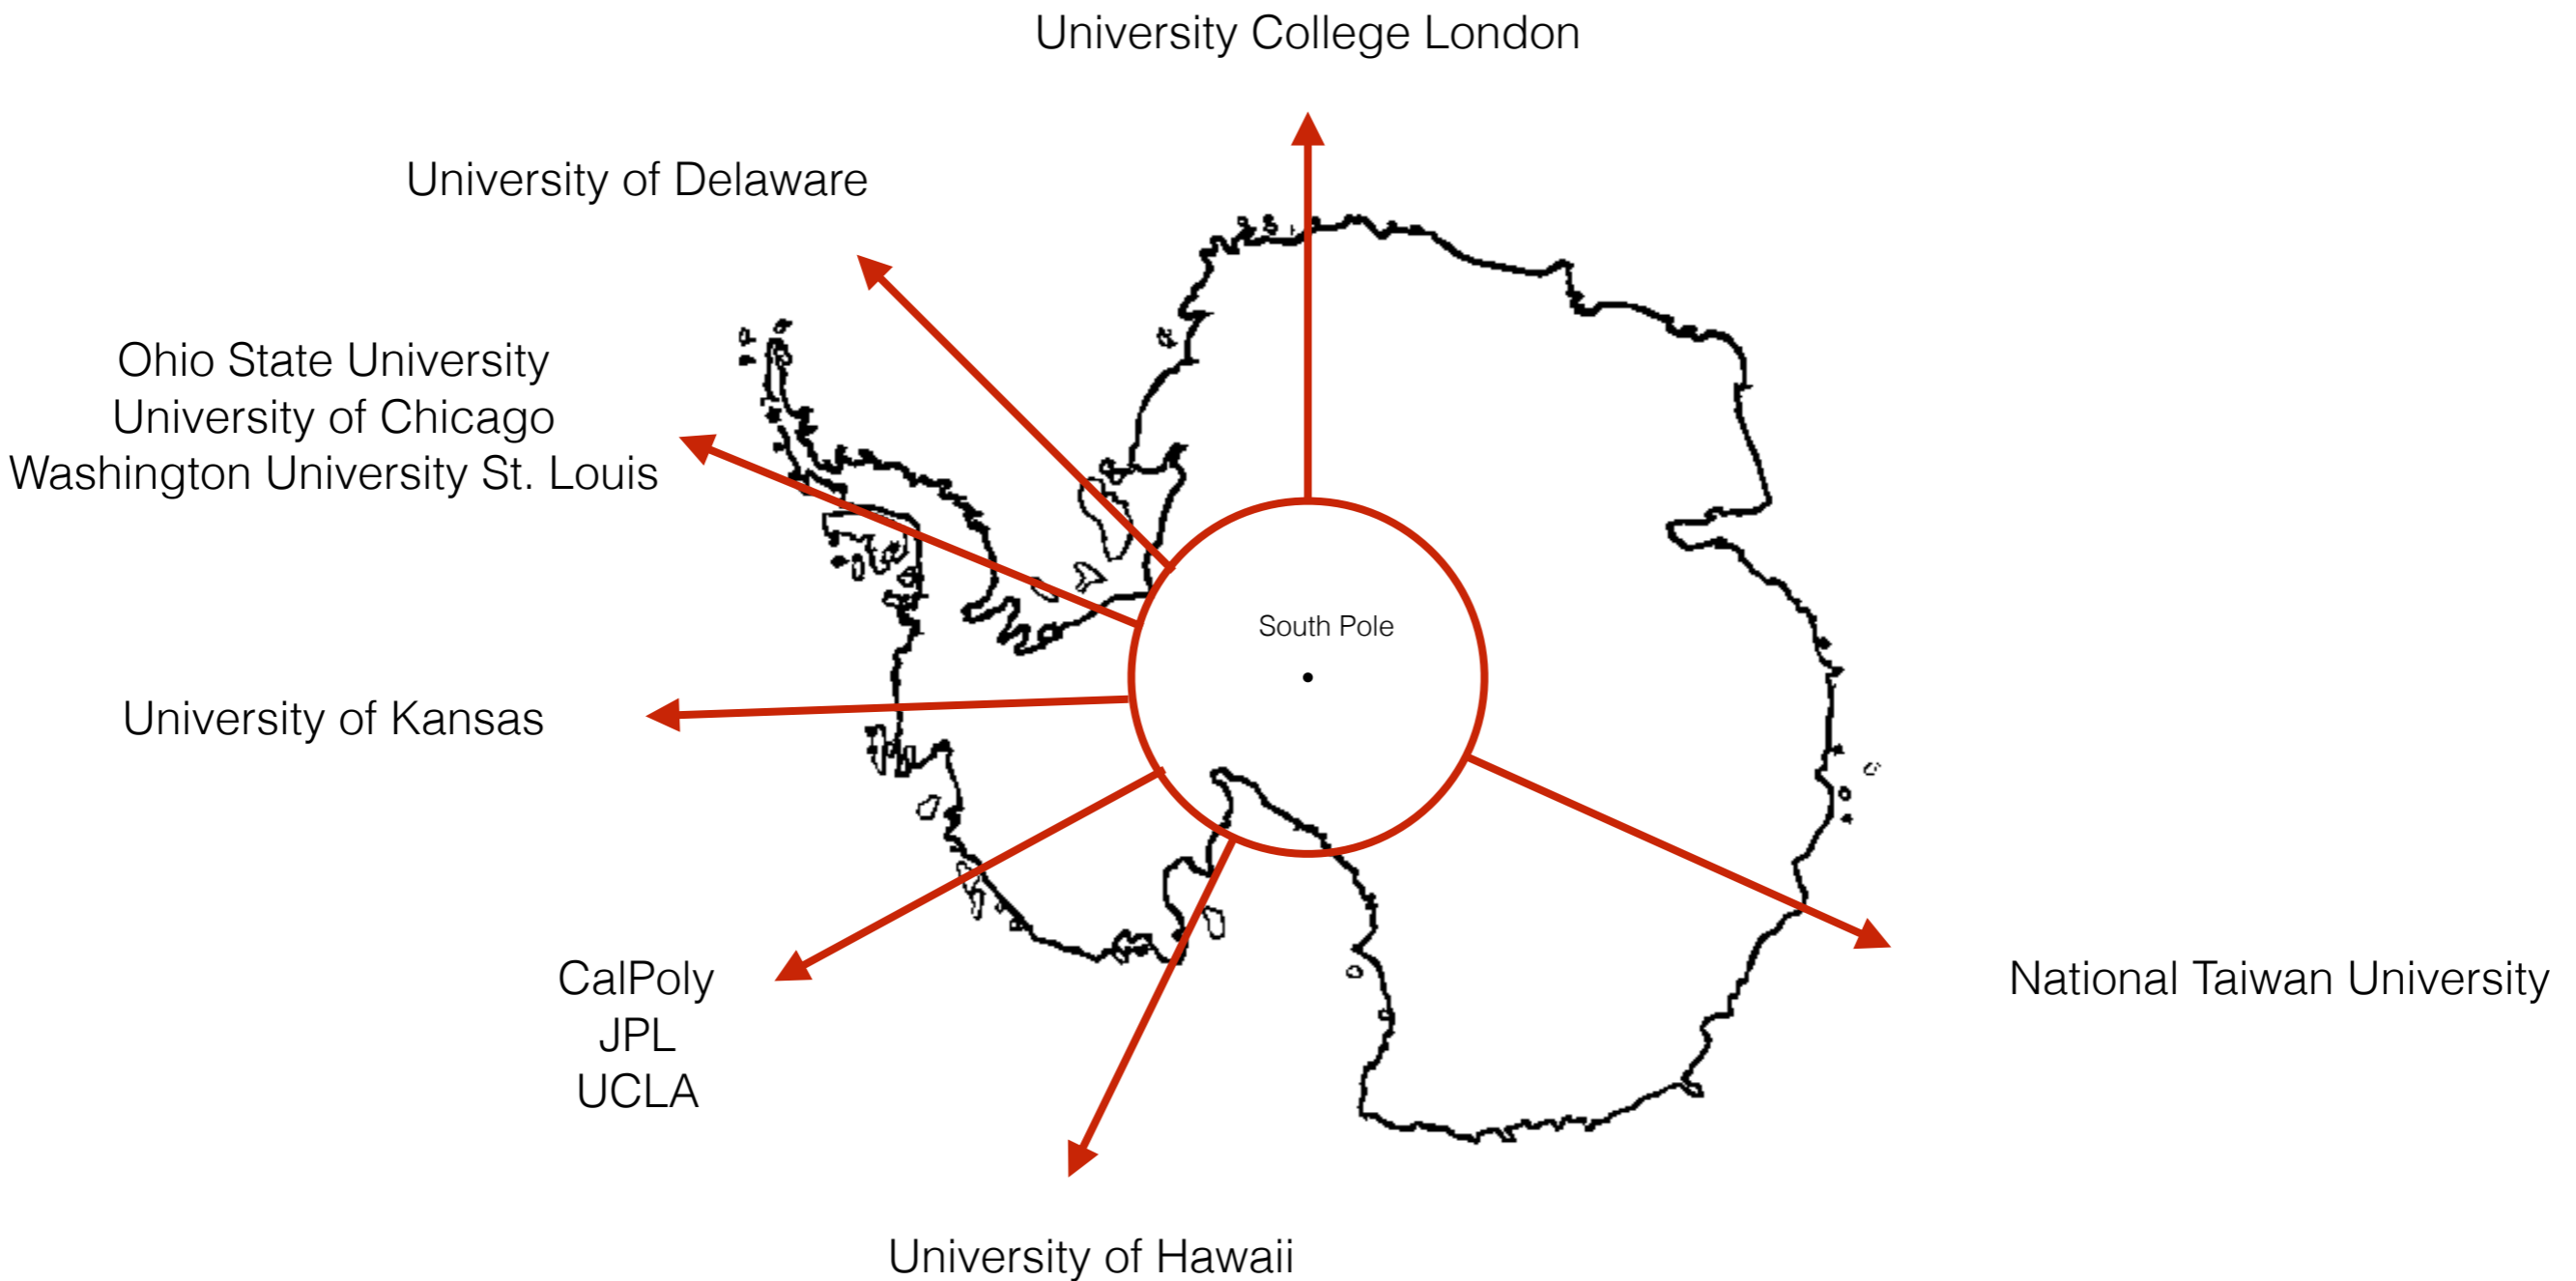 University College London
University of Delaware
Ohio State University
University of Chicago
Washington University St. Louis
South Pole
University of Kansas
CalPoly
JPL
UCLA
National Taiwan University
University of Hawaii